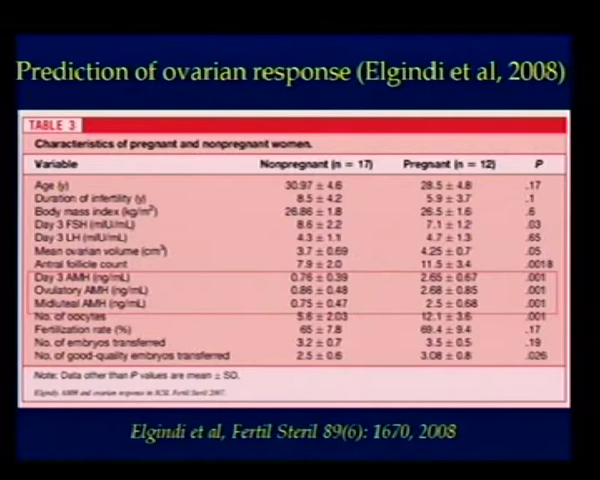 Prediction of ovarian response (Elgindi et al, 2008)
TABLE 3
Characteristics of pregnant and nonpregnant women.
Variable Nonpregnant (n = 17) Pregnant (n = 12) P
Age (y) 30.97 ± 4.6 28.5 ± 4.8 .17
Duration of infertility (y) 8.5 ± 4.2 5.9 ± 3.7 .1
Body mass index (kg/m²) 26.86 ± 1.8 26.5 ± 1.6 .6
Day 3 FSH (mIU/mL) 8.6 ± 2.2 7.1 ± 1.2 .03
Day 3 LH (mIU/mL) 4.3 ± 1.1 4.7 ± 1.3 .65
Mean ovarian volume (cm³) 3.7 ± 0.69 4.25 ± 0.7 .05
Antral follicle count 7.9 ± 2.0 11.5 ± 3.4 .0018
Day 3 AMH (ng/mL) 0.76 ± 0.39 2.65 ± 0.67 .001
Ovulatory AMH (ng/mL) 0.86 ± 0.48 2.68 ± 0.85 .001
Midluteal AMH (ng/mL) 0.75 ± 0.47 2.5 ± 0.68 .001
No. of oocytes 5.6 ± 2.03 12.1 ± 3.6 .001
Fertilization rate (%) 65 ± 7.8 69.4 ± 9.4 .17
No. of embryos transferred 3.2 ± 0.7 3.5 ± 0.5 .19
No. of good-quality embryos transferred 2.5 ± 0.6 3.08 ± 0.8 .026
Note: Data other than P values are mean ± SD.
Elgindy. AMH and ovarian response in ICSI. Fertil Steril 2007.
Elgindi et al, Fertil Steril 89(6): 1670, 2008